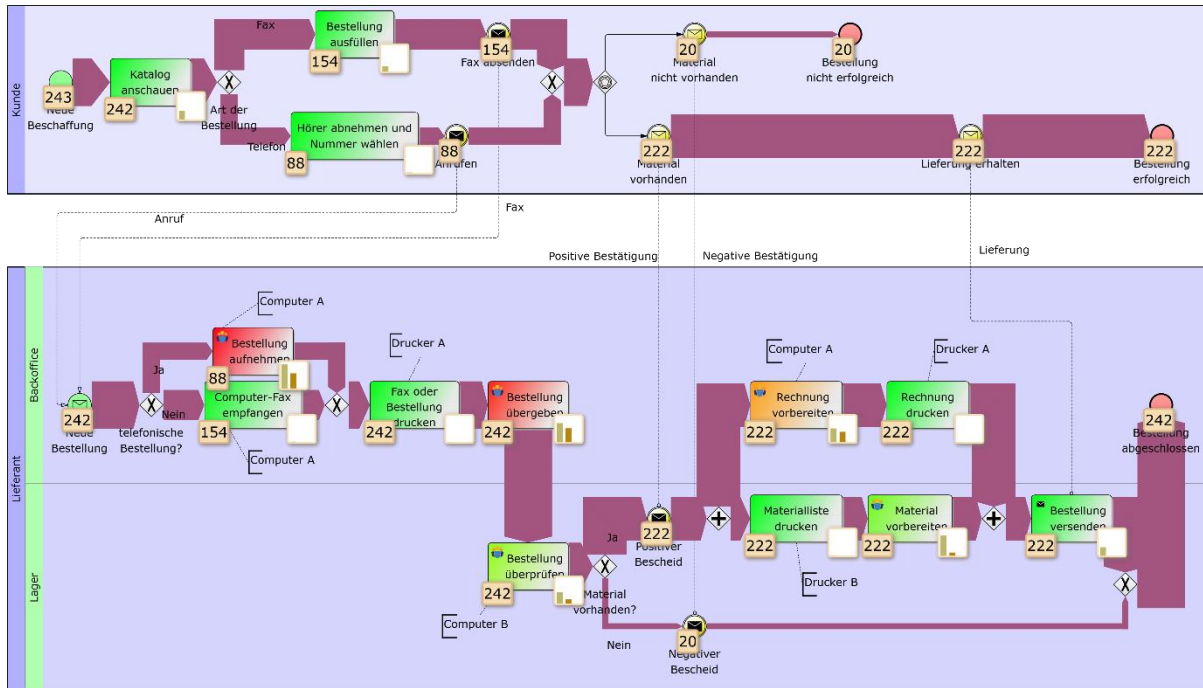 Kunde
Fax
Bestellung
ausfüllen
154
154
Fax absenden
20
Material
nicht vorhanden
20
Bestellung
nicht erfolgreich
243
Neue
Beschaffung
Katalog
anschauen
242
Art der
Bestellung
Telefon
Hörer abnehmen und
Nummer wählen
88
88
Anrufen
222
Material
vorhanden
222
Lieferung erhalten
222
Bestellung
erfolgreich
Anruf
Fax
Positive Bestätigung
Negative Bestätigung
Lieferung
Lieferant
Backoffice
Computer A
Bestellung
aufnehmen
88
Ja
Nein
Computer-Fax
empfangen
154
Computer A
242
Neue
Bestellung
telefonische
Bestellung?
Drucker A
Fax oder
Bestellung
drucken
242
Bestellung
übergeben
242
Computer A
Rechnung
vorbereiten
222
Drucker A
Rechnung
drucken
222
242
Bestellung
abgeschlossen
Lager
Bestellung
überprüfen
242
Computer B
Material
vorhanden?
Ja
Nein
222
Positiver
Bescheid
20
Negativer
Bescheid
Materialliste
drucken
222
Drucker B
Material
vorbereiten
222
Bestellung
versenden
222